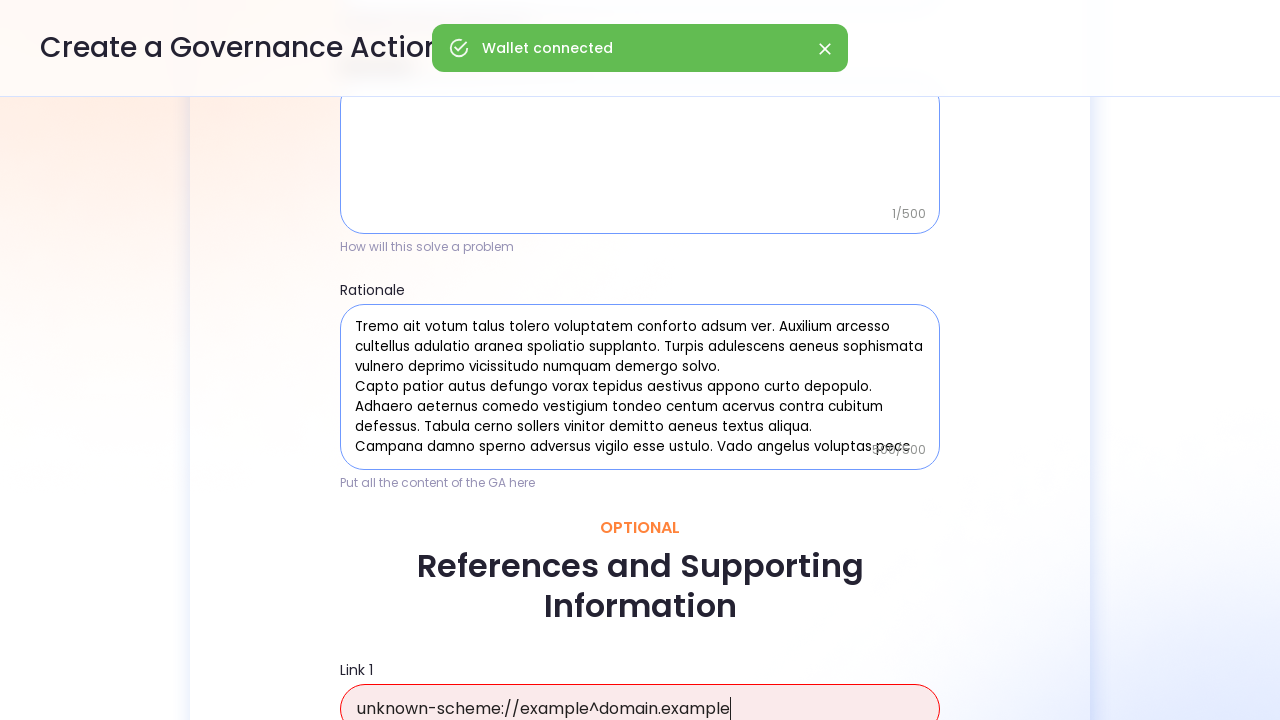 Create a Governance Action
Wallet connected
1/500
How will this solve a problem
Rationale
Tremo ait votum talus tolero voluptatem conforto adsum ver. Auxilium arcesso
cultellus adulatio aranea spoliatio supplanto. Turpis adulescens aeneus sophismata
vulnero deprimo vicissitudo numquam demergo solvo.
Capto patior autus defungo vorax tepidus aestivus appono curto depopulo.
Adhaero aeternus comedo vestigium tondeo centum acervus contra cubitum
defessus. Tabula cerno sollers vinitor demitto aeneus textus aliqua.
Campana damno sperno adversus vigilo esse ustulo. Vado angelus voluptas
500/500
Put all the content of the GA here
OPTIONAL
References and Supporting
Information
Link 1
unknown-scheme://example^domain.example